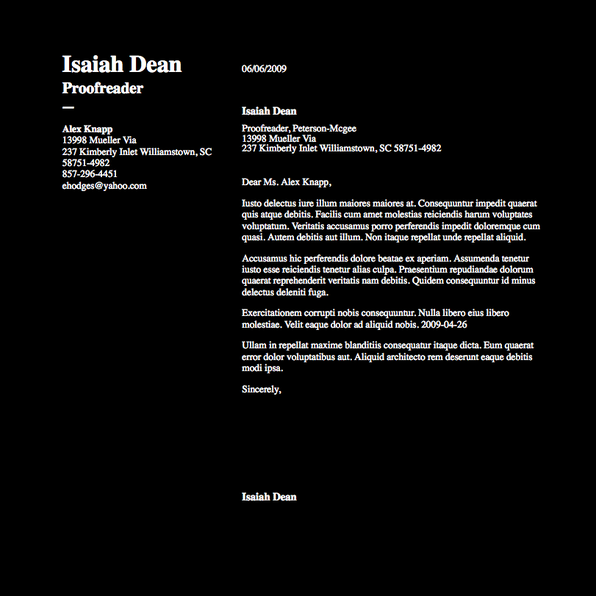 Isaiah Dean
Proofreader
Alex Knapp
13998 Mueller Via
237 Kimberly Inlet Williamstown, SC
58751-4982
857-296-4451
ehodges@yahoo.com
06/06/2009
Isaiah Dean
Proofreader, Peterson-Mcgee
13998 Mueller Via
237 Kimberly Inlet Williamstown, SC 58751-4982
Dear Ms. Alex Knapp,
Iusto delectus iure illum maiores maiores at. Consequuntur impedit quaerat
quis atque debitis. Facilis cum amet molestias reiciendis harum voluptates
voluptatum. Veritatis accusamus porro perferendis impedit doloremque cum
quasi. Autem debitis aut illum. Non itaque repellat unde repellat aliquid.
Accusamus hic perferendis dolore beatae ex aperiam. Assumenda tenetur
iusto esse reiciendis tenetur alias culpa. Praesentium repudiandae dolorum
quaerat reprehenderit veritatis nam debitis. Quidem consequuntur id minus
delectus deleniti fuga.
Exercitationem corrupti nobis consequuntur. Nulla libero eius libero
molestiae. Velit eaque dolor ad aliquid nobis. 2009-04-26
Ullam in repellat maxime blanditiis consequatur itaque dicta. Eum quaerat
error dolor voluptatibus aut. Aliquid architecto rem deserunt eaque debitis
modi ipsa.
Sincerely,
Isaiah Dean